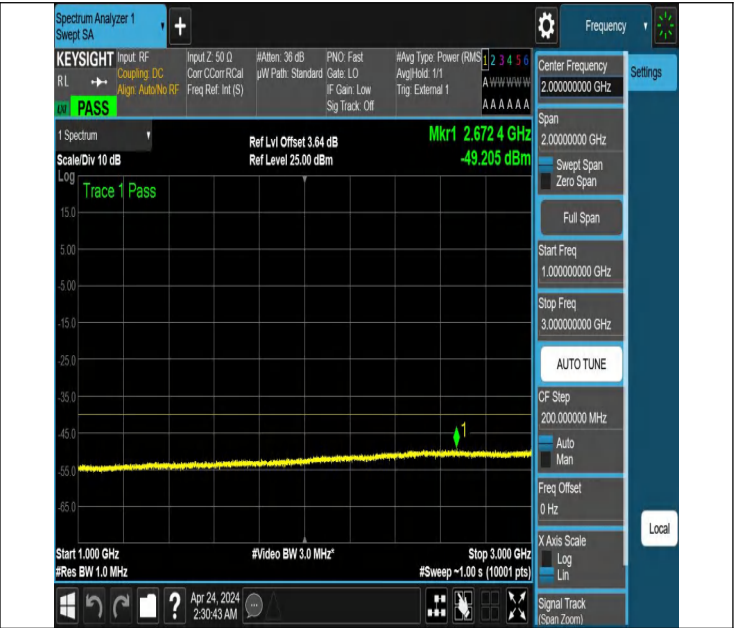 Spectrum Analyzer 1
Swept SA
+
Frequency
KEYSIGHT
RL
LXI
PASS
Input: RF
Coupling: DC
Align: Auto/No RF
Input Z: 50 Ω
Corr CCorr RCal
Freq Ref: Int (S)
#Atten: 36 dB
µW Path: Standard
PNO: Fast
Gate: LO
IF Gain: Low
Sig Track: Off
#Avg Type: Power (RMS
Avg|Hold: 1/1
Trig: External 1
1 2 3 4 5 6
A W W W W W
A A A A A A
1 Spectrum
Scale/Div 10 dB
Ref Lvl Offset 3.64 dB
Ref Level 25.00 dBm
Mkr1 2.672 4 GHz
-49.205 dBm
Log
Trace 1 Pass
15.0
5.00
-5.00
-15.0
-25.0
-35.0
-45.0
-55.0
-65.0
1
Start 1.000 GHz
#Res BW 1.0 MHz
#Video BW 3.0 MHz*
Stop 3.000 GHz
#Sweep ~1.00 s (10001 pts)
Center Frequency
2.000000000 GHz
Settings
Span
2.00000000 GHz
Swept Span
Zero Span
Full Span
Start Freq
1.000000000 GHz
Stop Freq
3.000000000 GHz
AUTO TUNE
CF Step
200.000000 MHz
Auto
Man
Freq Offset
0 Hz
X Axis Scale
Log
Lin
Local
Signal Track
(Span Zoom)
?
Apr 24, 2024
2:30:43 AM